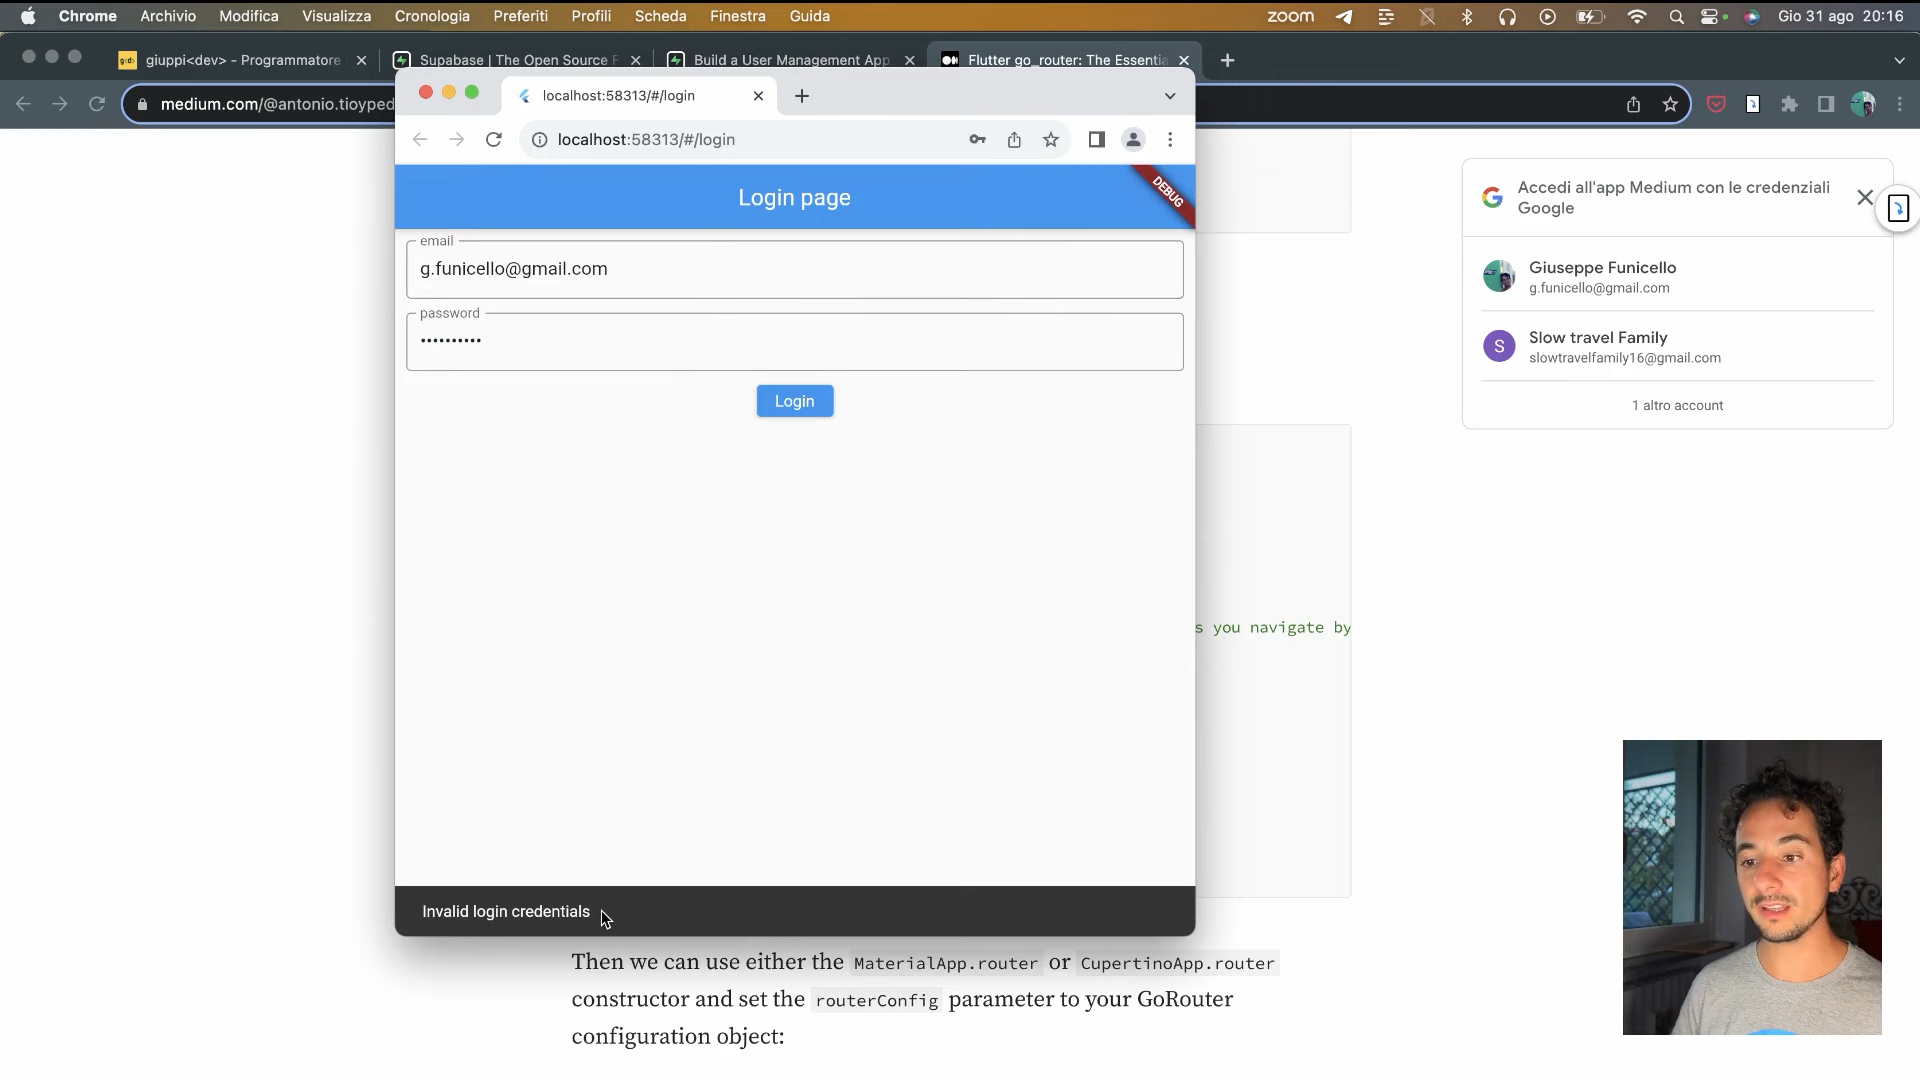 Chrome Archivio Modifica Visualizza Cronologia Preferiti Profili Scheda Finestra Guida zoom Gio 31 ago 20:16
giuppi<dev> - Programmatore Supabase | The Open Source F Build a User Management App Flutter go_router: The Essentia
medium.com/@antonio.tioyped
localhost:58313/#/login
localhost:58313/#/login
Login page
DEBUG
email
g.funicello@gmail.com
password
••••••••••
Login
Invalid login credentials
Accedi all'app Medium con le credenziali
Google
Giuseppe Funicello
g.funicello@gmail.com
S
Slow travel Family
slowtravelfamily16@gmail.com
1 altro account
s you navigate by
Then we can use either the MaterialApp.router or CupertinoApp.router
constructor and set the routerConfig parameter to your GoRouter
configuration object: